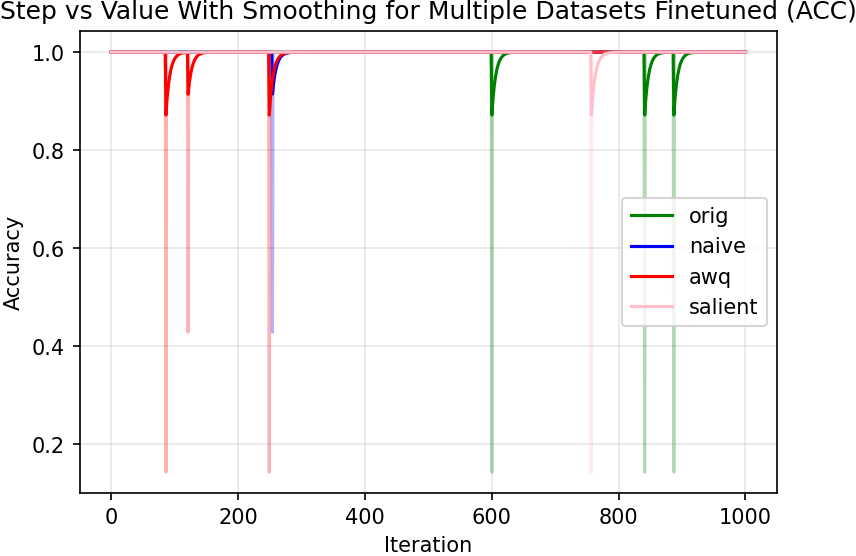 Step vs Value With Smoothing for Multiple Datasets Finetuned (ACC)
1.0
0.8
0.6
0.4
0.2
Accuracy
orig
naive
awq
salient
0 200 400 600 800 1000
Iteration